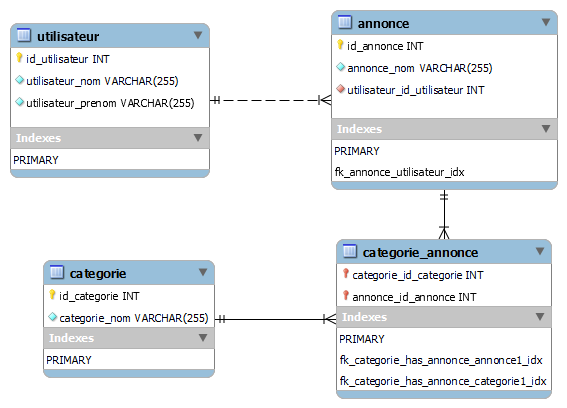 utilisateur
id_utilisateur INT
utilisateur_nom VARCHAR(255)
utilisateur_prenom VARCHAR(255)
Indexes
PRIMARY
annonce
id_annonce INT
annonce_nom VARCHAR(255)
utilisateur_id_utilisateur INT
Indexes
PRIMARY
fk_annonce_utilisateur_idx
categorie
id_categorie INT
categorie_nom VARCHAR(255)
Indexes
PRIMARY
categorie_annonce
categorie_id_categorie INT
annonce_id_annonce INT
Indexes
PRIMARY
fk_categorie_has_annonce_annonce1_idx
fk_categorie_has_annonce_categorie1_idx